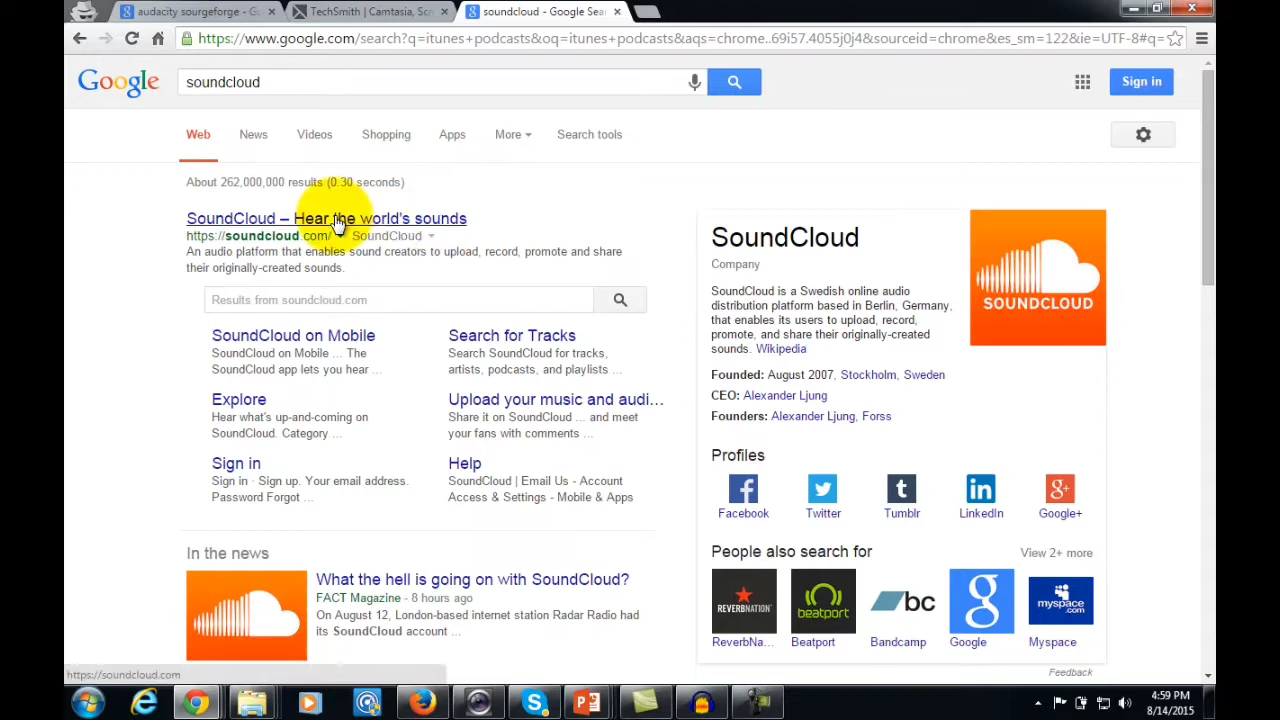 audacity sourgeforge - G
TechSmith | Camtasia, Scr
soundcloud - Google Sea
https://www.google.com/search?q=itunes+podcasts&oq=itunes+podcasts&aqs=chrome..69i57.4055j0j4&sourceid=chrome&es_sm=122&ie=UTF-8#q=
Google
soundcloud
Sign in
Web News Videos Shopping Apps More Search tools
About 262,000,000 results (0.30 seconds)
SoundCloud – Hear the world's sounds
https://soundcloud.com/ SoundCloud
An audio platform that enables sound creators to upload, record, promote and share
their originally-created sounds.
Results from soundcloud.com
SoundCloud on Mobile
SoundCloud on Mobile ... The
SoundCloud app lets you hear ...
Search for Tracks
Search SoundCloud for tracks,
artists, podcasts, and playlists ...
Explore
Hear what's up-and-coming on
SoundCloud. Category ...
Upload your music and audi...
Share it on SoundCloud ... and meet
your fans with comments ...
Sign in
Sign in · Sign up. Your email address.
Password Forgot ...
Help
SoundCloud | Email Us - Account
Access & Settings - Mobile & Apps
In the news
What the hell is going on with SoundCloud?
FACT Magazine - 8 hours ago
On August 12, London-based internet station Radar Radio had
its SoundCloud account ...
SoundCloud
Company
SOUNDCLOUD
SoundCloud is a Swedish online audio
distribution platform based in Berlin, Germany,
that enables its users to upload, record,
promote, and share their originally-created
sounds. Wikipedia
Founded: August 2007, Stockholm, Sweden
CEO: Alexander Ljung
Founders: Alexander Ljung, Forss
Profiles
Facebook Twitter Tumblr LinkedIn Google+
People also search for
View 2+ more
REVERBNATION
beatport
bc
g
myspace.com
ReverbNa... Beatport Bandcamp Google Myspace
Feedback
https://soundcloud.com
4:59 PM
8/14/2015